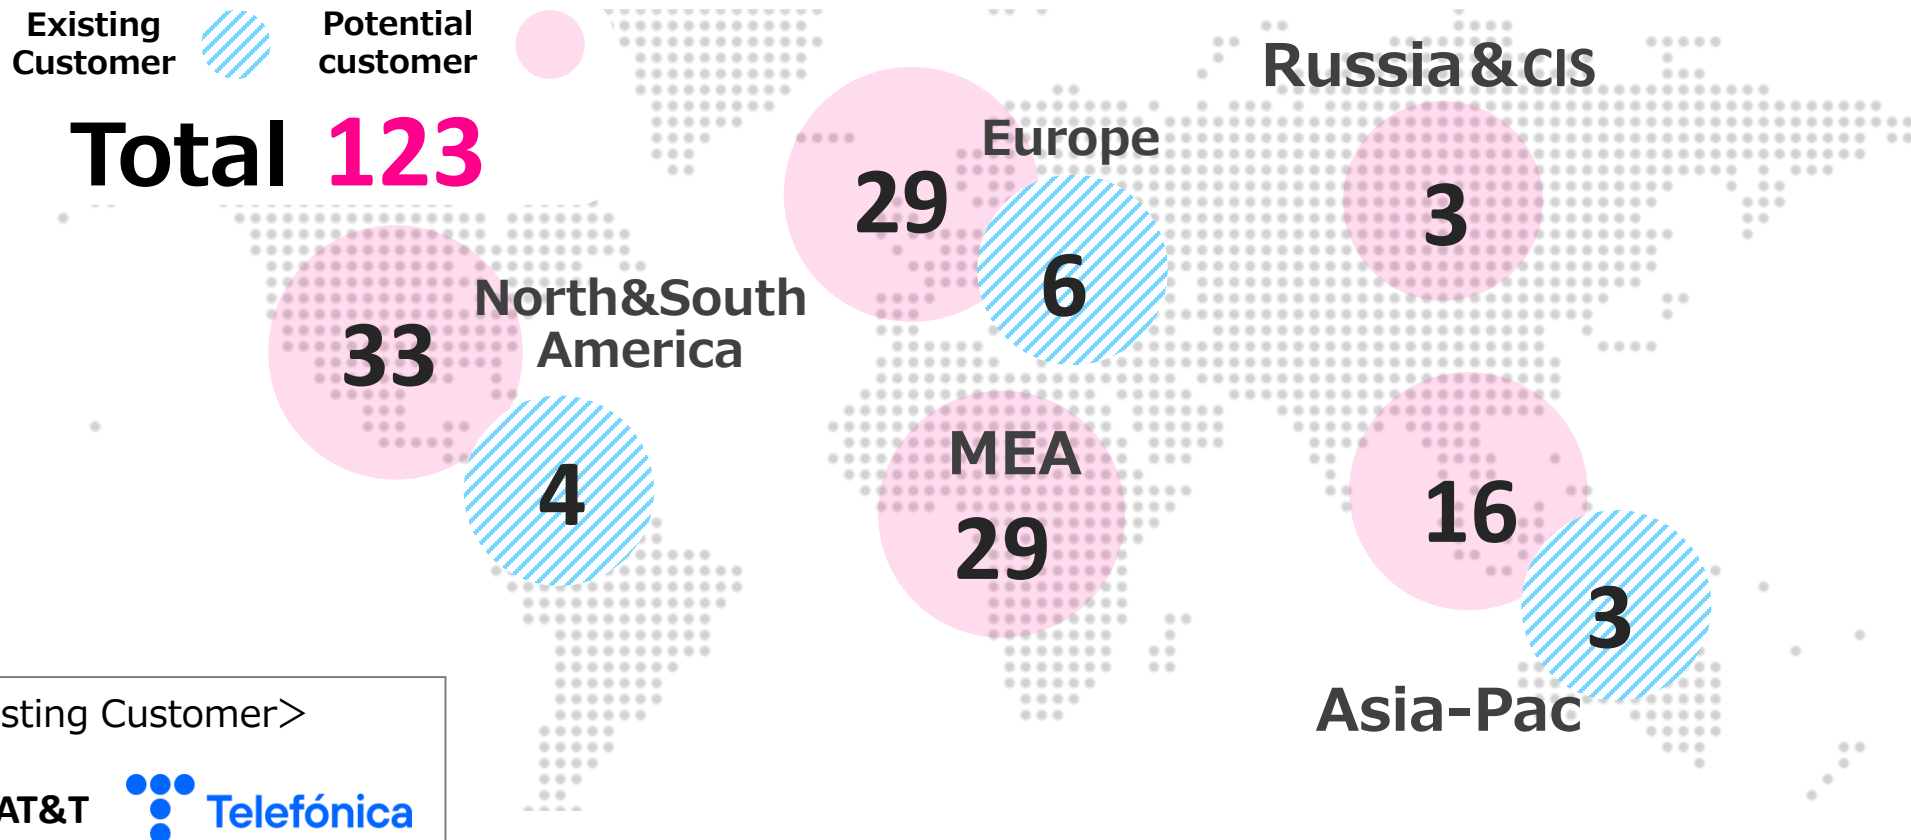 Existing
Customer
Potential
customer
Total 123
Russia&CIS
3
Europe
29
6
North&South
America
33
4
MEA
29
16
3
Asia-Pac
sting Customer>
AT&T
Telefónica